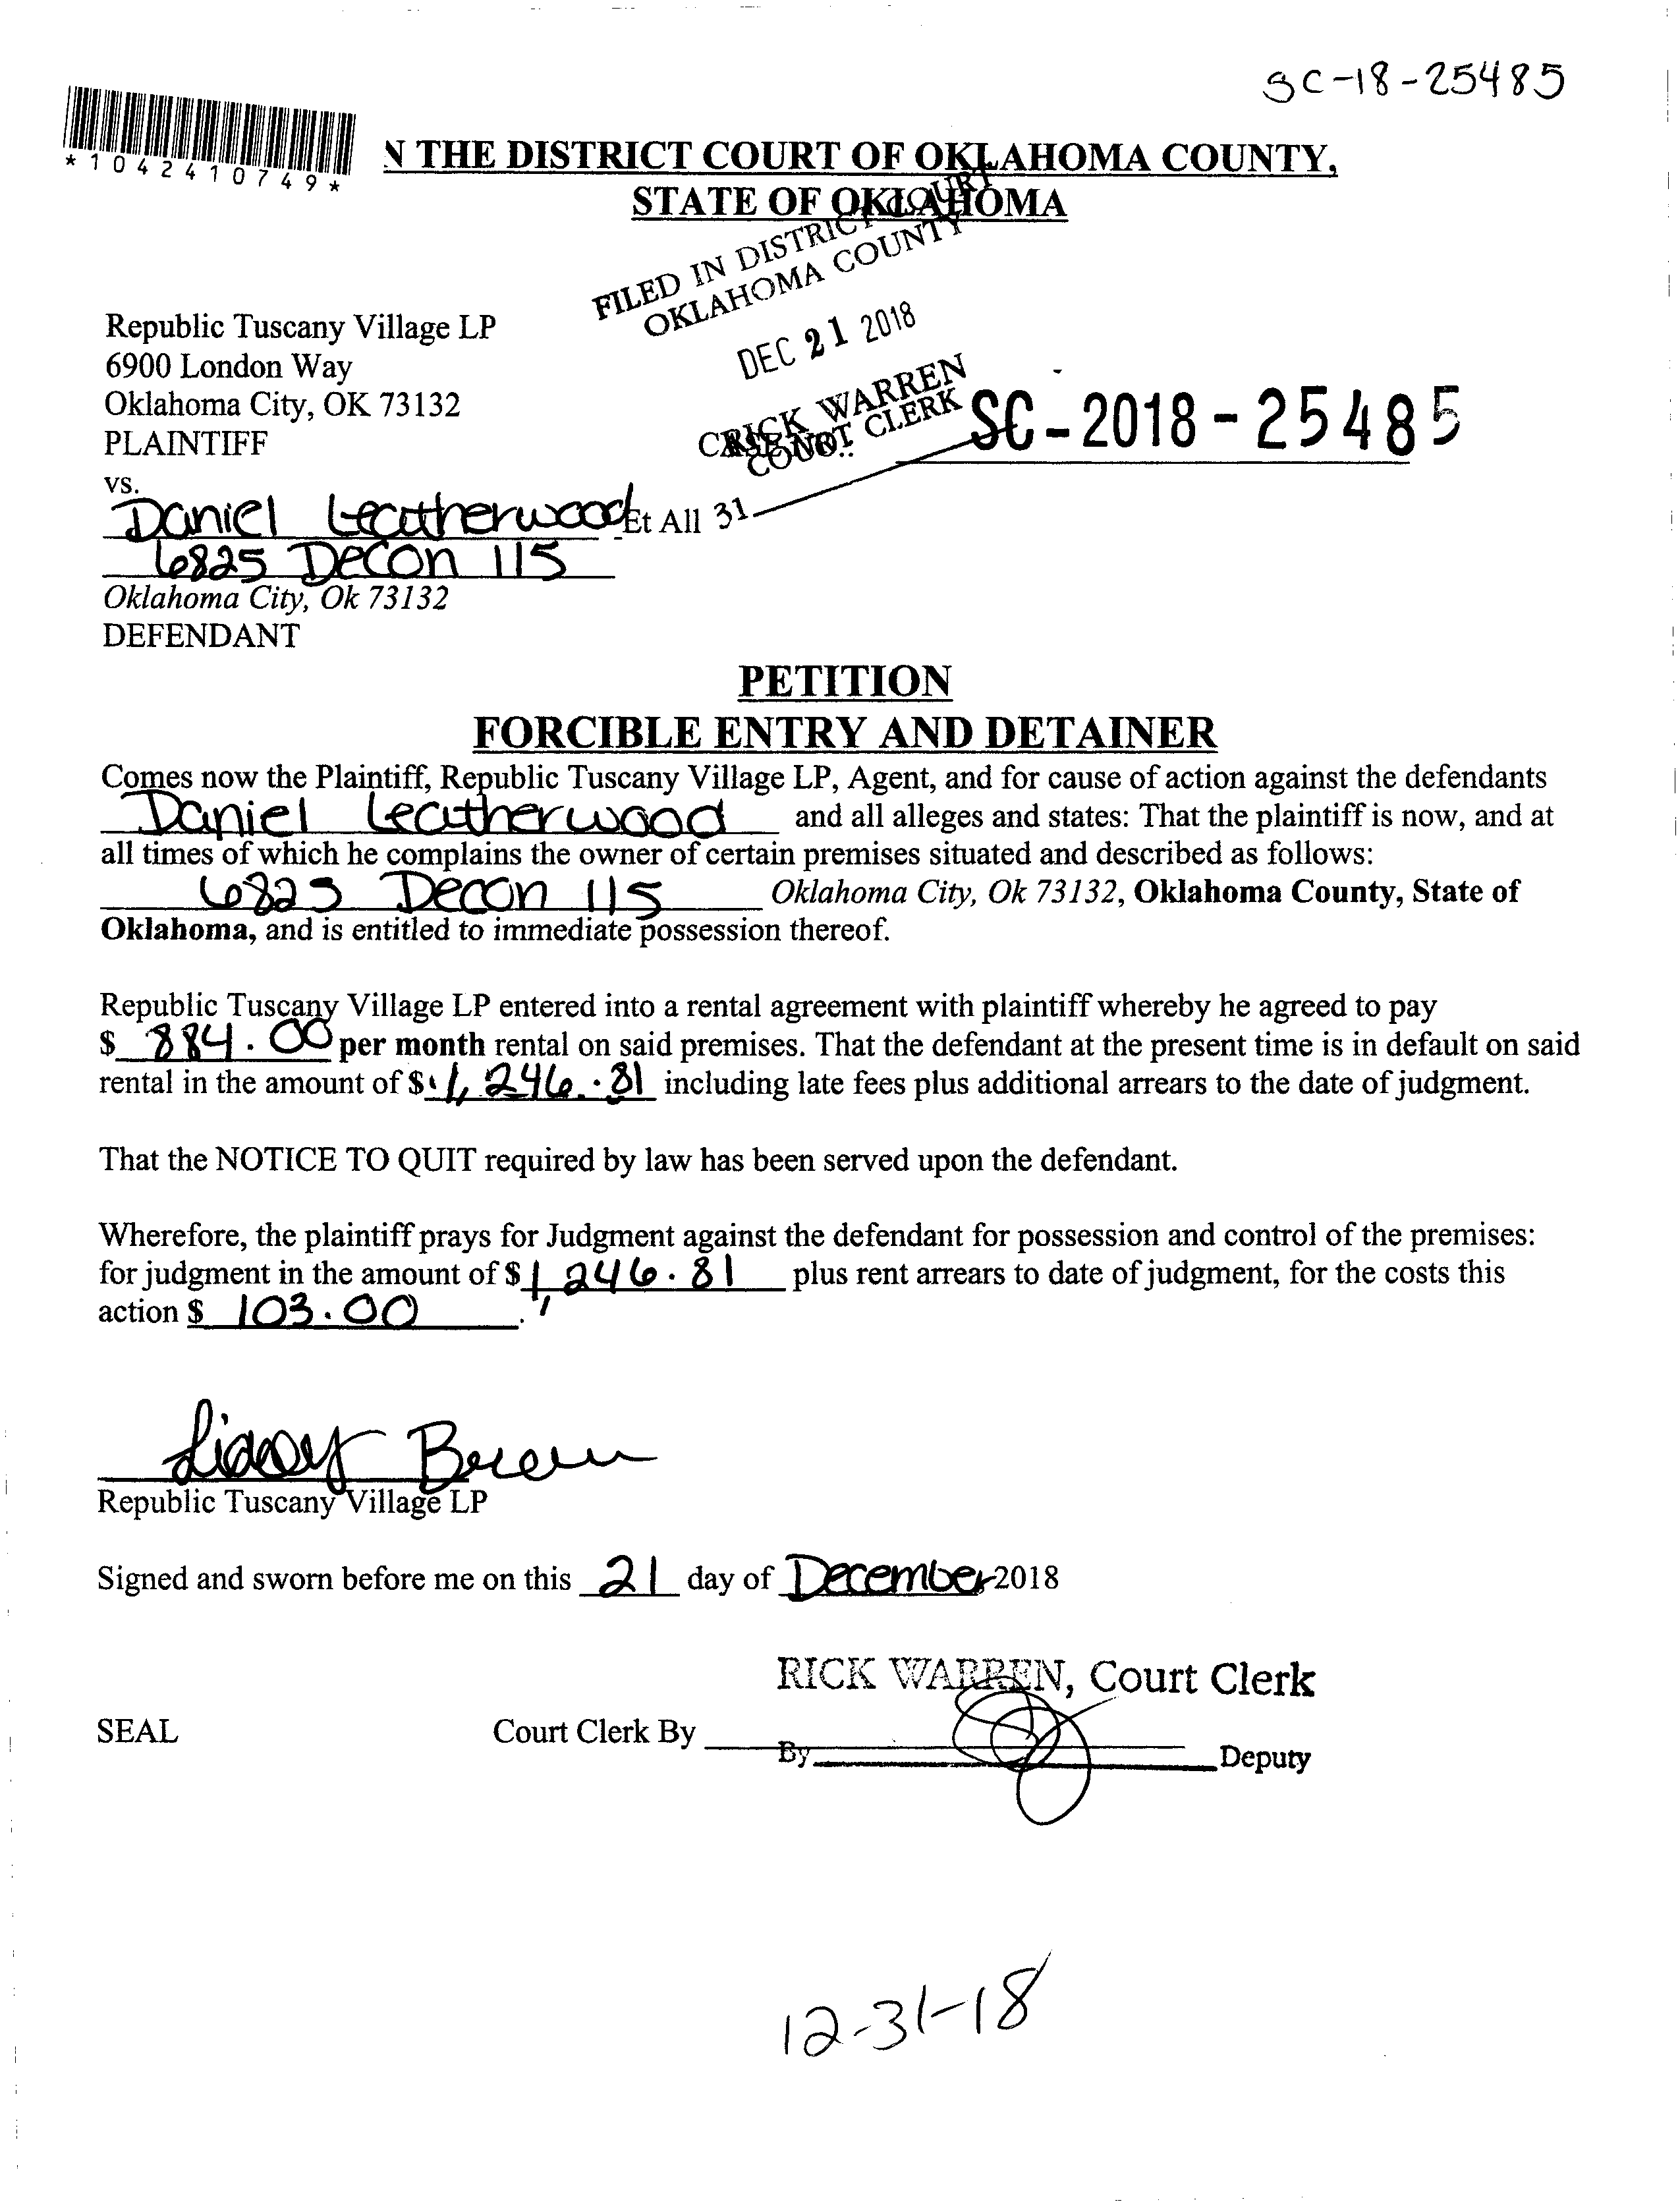 SC-18-25485
*1042410749*
N THE DISTRICT COURT OF OKLAHOMA COUNTY,
STATE OF OKLAHOMA
FILED IN DISTRICT COURT
OKLAHOMA COUNTY
DEC 21 2018
RICK WARREN
COURT CLERK
CASE NO.: SC-2018-25485
31
Republic Tuscany Village LP
6900 London Way
Oklahoma City, OK 73132
PLAINTIFF
vs.
Daniel Leatherwood Et All
6825 Decon 115
Oklahoma City, Ok 73132
DEFENDANT
PETITION
FORCIBLE ENTRY AND DETAINER
Comes now the Plaintiff, Republic Tuscany Village LP, Agent, and for cause of action against the defendants
Daniel Leatherwood and all alleges and states: That the plaintiff is now, and at
all times of which he complains the owner of certain premises situated and described as follows:
6825 Decon 115 Oklahoma City, Ok 73132, Oklahoma County, State of
Oklahoma, and is entitled to immediate possession thereof.
Republic Tuscany Village LP entered into a rental agreement with plaintiff whereby he agreed to pay
$ 884.00 per month rental on said premises. That the defendant at the present time is in default on said
rental in the amount of $ 1,246.81 including late fees plus additional arrears to the date of judgment.
That the NOTICE TO QUIT required by law has been served upon the defendant.
Wherefore, the plaintiff prays for Judgment against the defendant for possession and control of the premises:
for judgment in the amount of $ 1,246.81 plus rent arrears to date of judgment, for the costs this
action $ 103.00.
Republic Tuscany Village LP
Signed and sworn before me on this 21 day of December 2018
RICK WARREN, Court Clerk
SEAL Court Clerk By
By Deputy
12-31-18